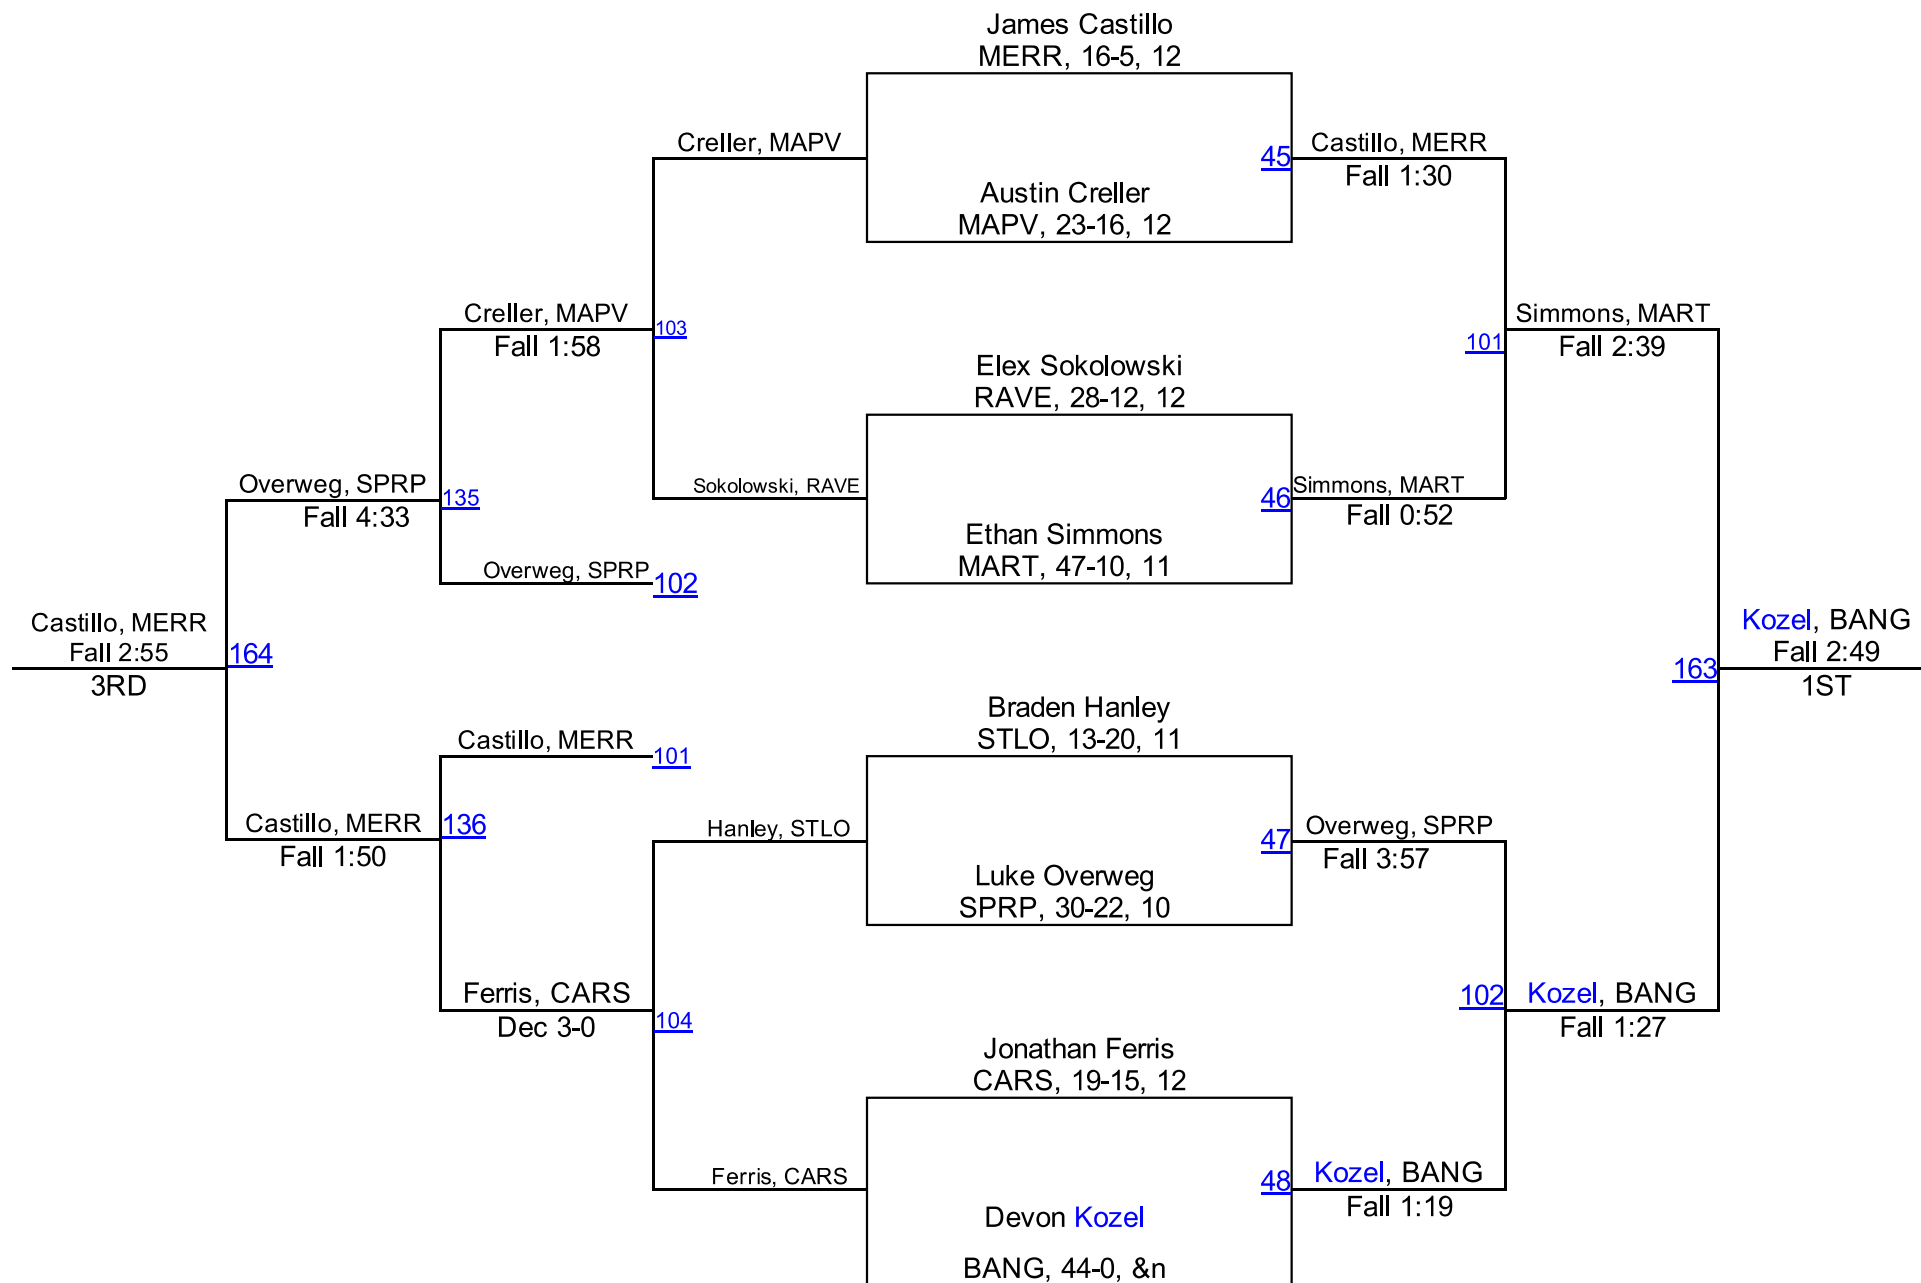 James Castillo
MERR, 16-5, 12
Creller, MAPV
45
Castillo, MERR
Fall 1:30
Austin Creller
MAPV, 23-16, 12
Creller, MAPV
Fall 1:58
103
Simmons, MART
Fall 2:39
101
Elex Sokolowski
RAVE, 28-12, 12
Overweg, SPRP
Fall 4:33
135
Sokolowski, RAVE
46
Simmons, MART
Fall 0:52
Ethan Simmons
MART, 47-10, 11
Overweg, SPRP
102
Castillo, MERR
Fall 2:55
3RD
164
Kozel, BANG
Fall 2:49
1ST
163
Braden Hanley
STLO, 13-20, 11
Castillo, MERR
101
Castillo, MERR
Fall 1:50
136
Hanley, STLO
47
Overweg, SPRP
Fall 3:57
Luke Overweg
SPRP, 30-22, 10
Ferris, CARS
Dec 3-0
104
102
Kozel, BANG
Fall 1:27
Jonathan Ferris
CARS, 19-15, 12
Ferris, CARS
48
Kozel, BANG
Fall 1:19
Devon Kozel
BANG, 44-0, &n